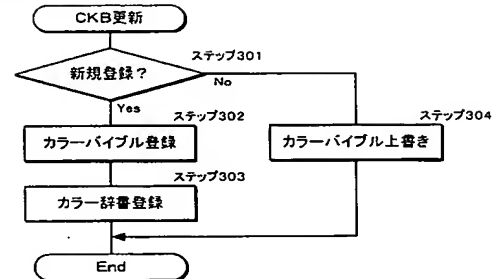 CKB更新
ステップ301
新規登録？
No
Yes
ステップ302
ステップ304
カラーバイブル登録
カラーバイブル上書き
ステップ303
カラー辞書登録
End